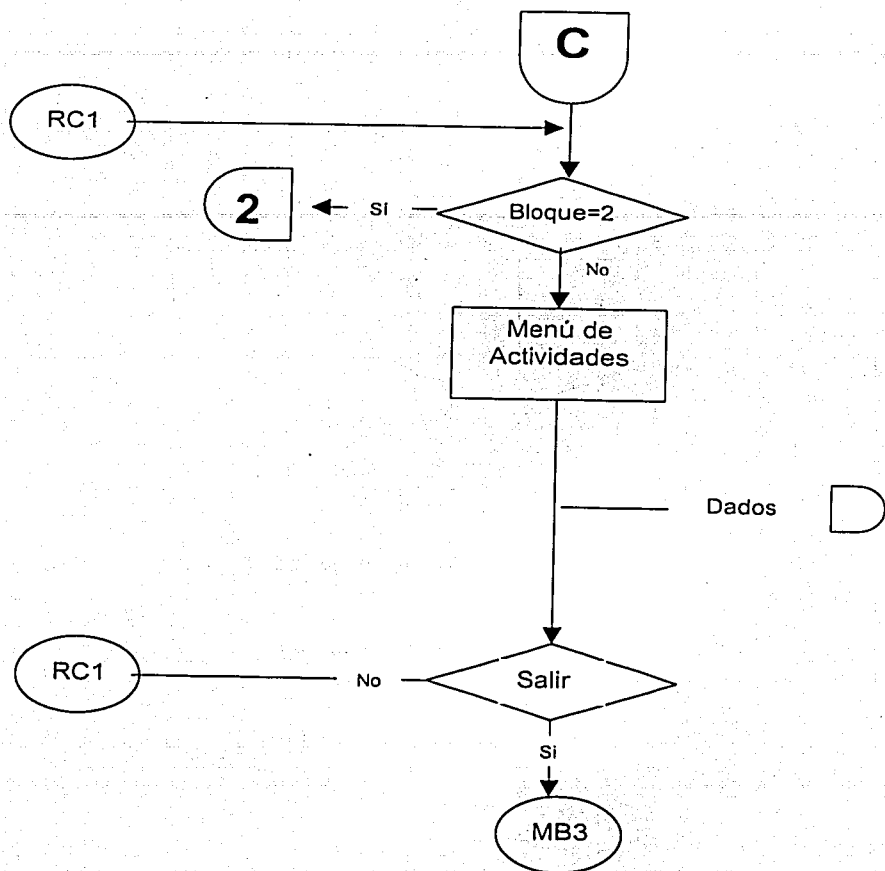 C
RC1
2
Si
Bloque=2
No
Menú de
Actividades
Dados
RC1
No
Salir
Si
MB3